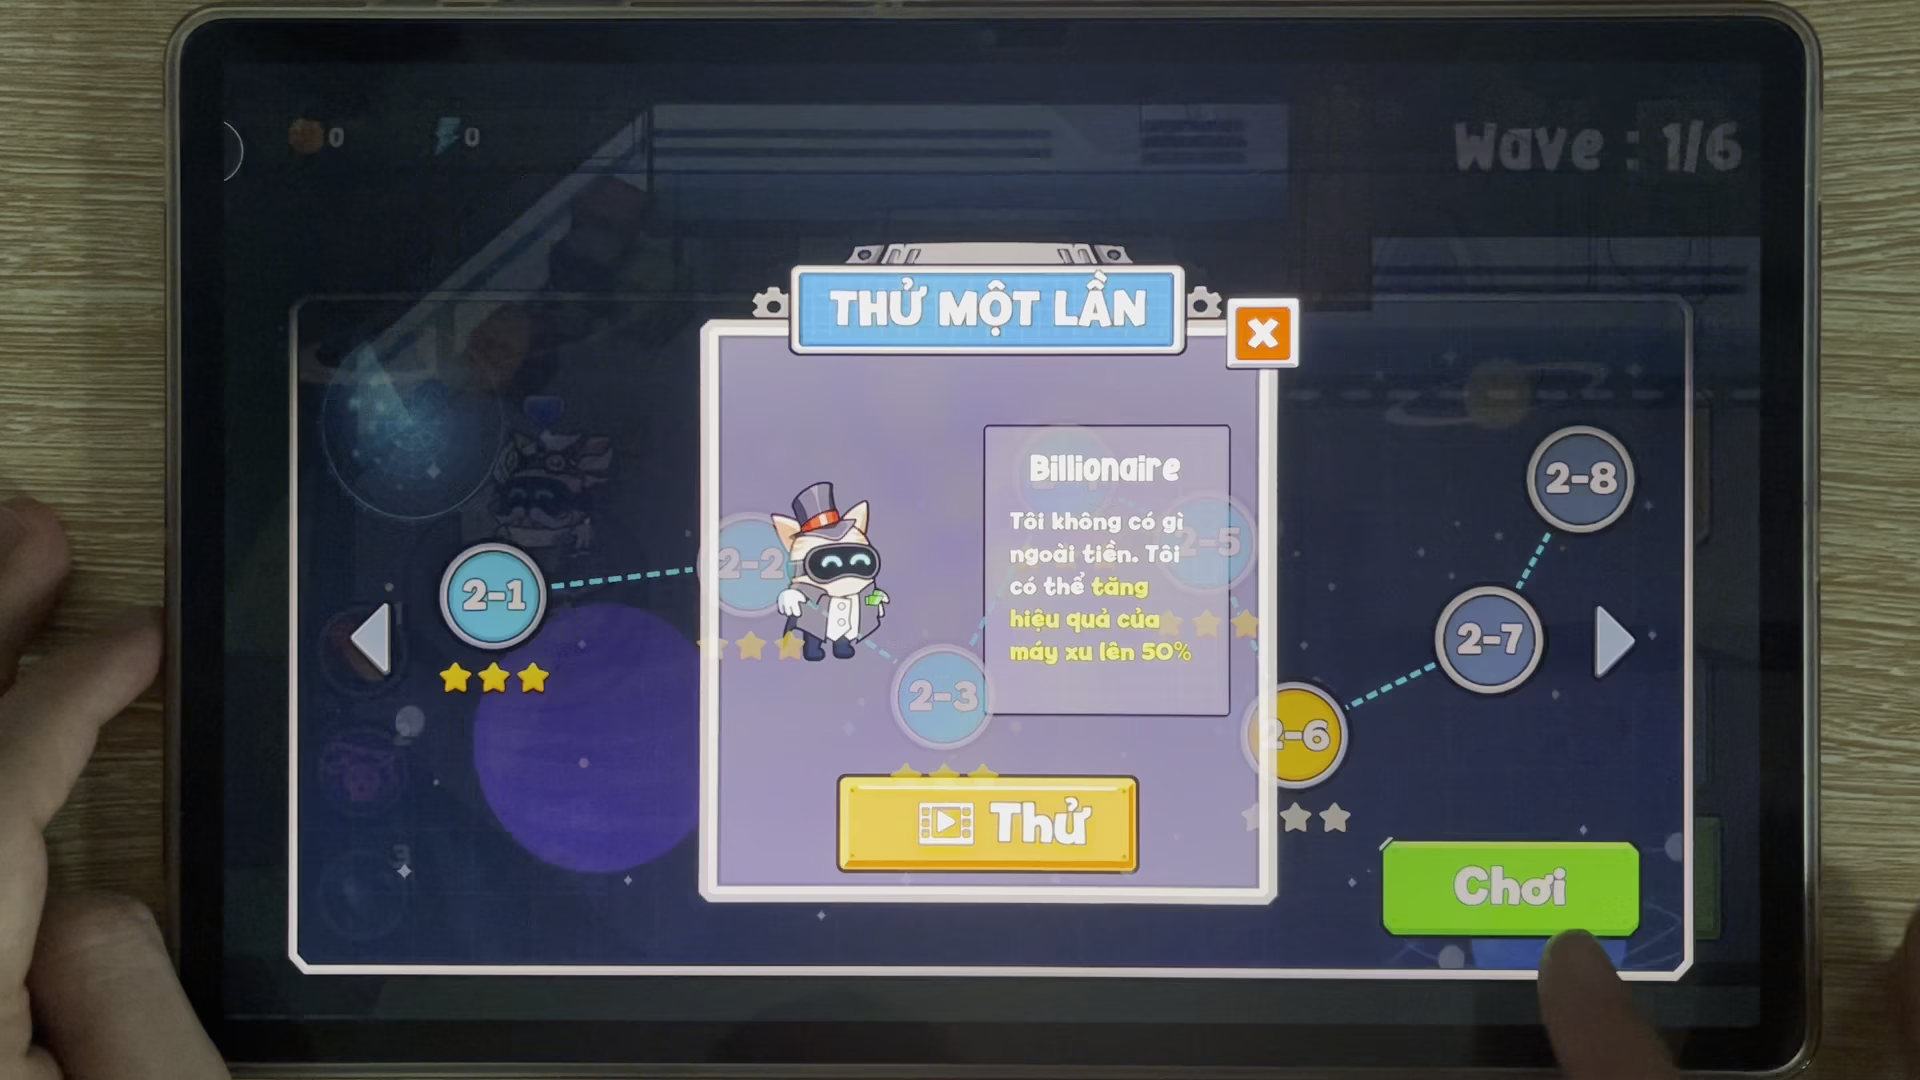 0
0
Wave : 1/6
THỬ MỘT LẦN
Billionaire
Tôi không có gì
ngoài tiền. Tôi
có thể tăng
hiệu quả của
máy xu lên 50%
2-1
2-2
2-3
2-5
2-6
2-7
2-8
Thử
Chơi